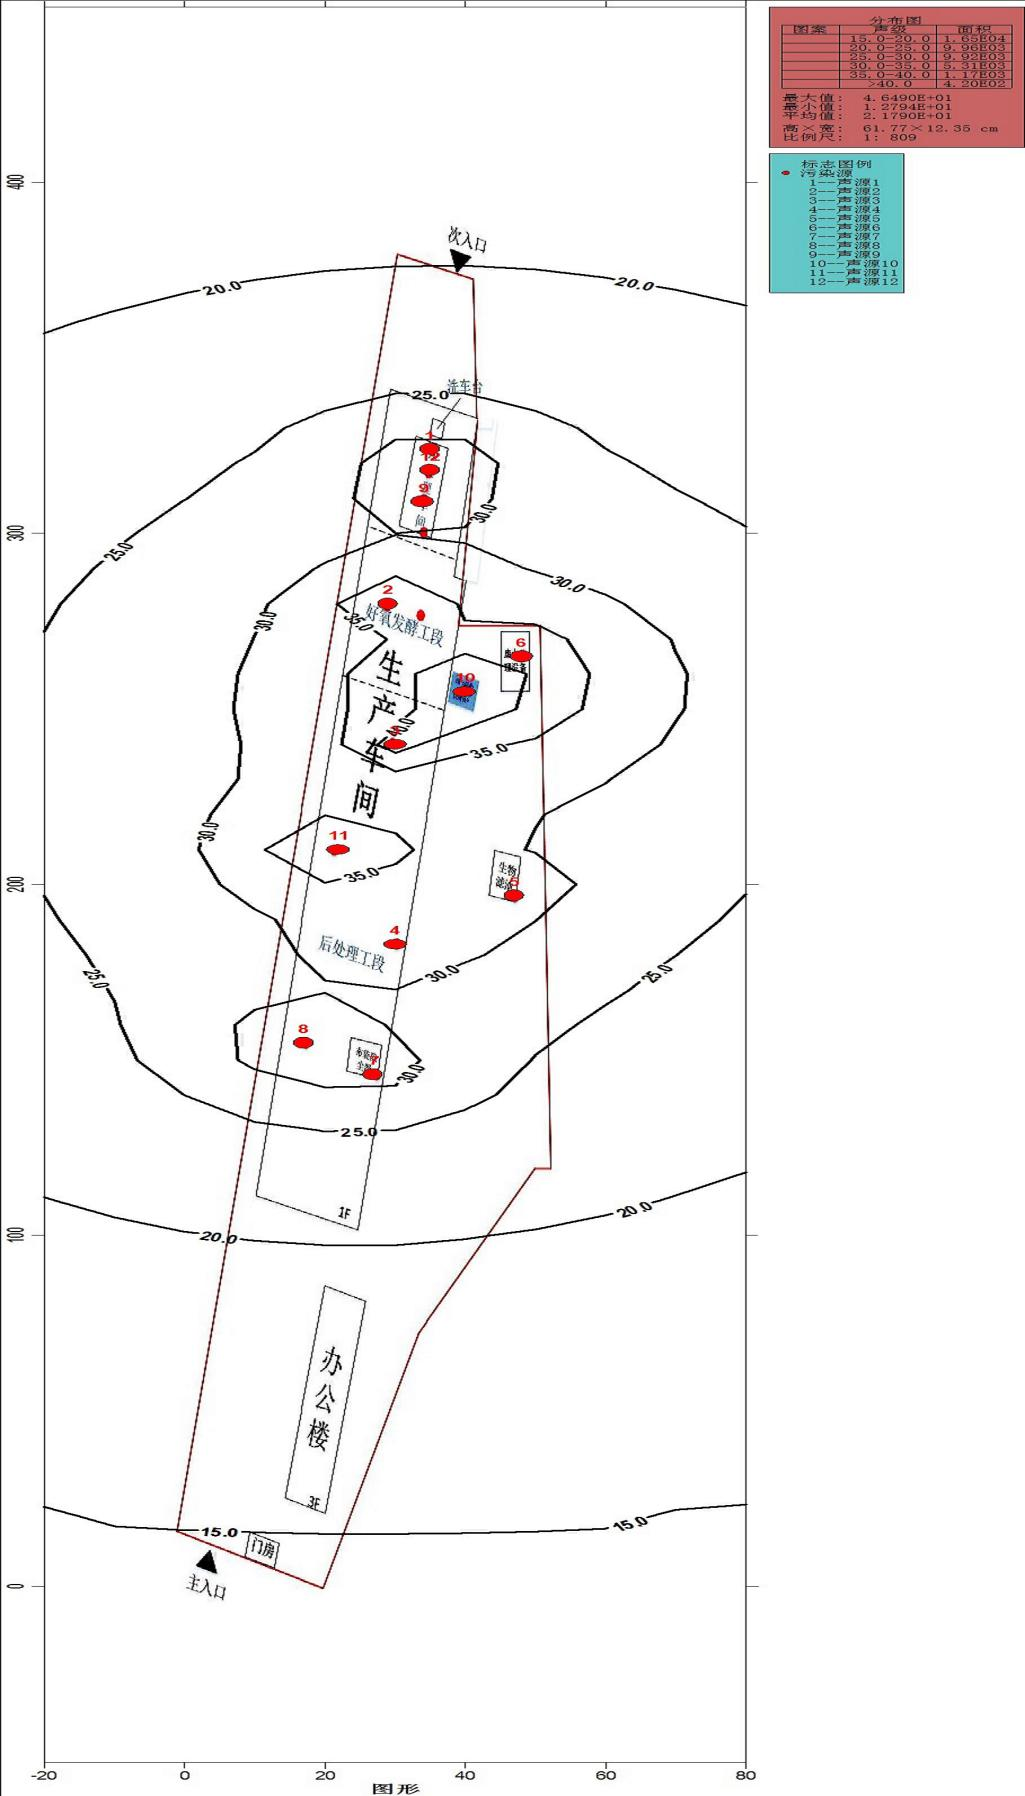 分布图
图案 声级 面积
15.0-20.0 1.65E04
20.0-25.0 9.96E03
25.0-30.0 9.92E03
30.0-35.0 5.31E03
35.0-40.0 1.17E03
>40.0 4.20E02
最大值: 4.6490E+01
最小值: 1.2794E+01
平均值: 2.1790E+01
高×宽: 61.77×12.35 cm
比例尺: 1: 809
标志图例
污染源
1--声源1
2--声源2
3--声源3
4--声源4
5--声源5
6--声源6
7--声源7
8--声源8
9--声源9
10--声源10
11--声源11
12--声源12
400
次入口
20.0
20.0
洗车台
25.0
1
12
9
间
30.0
300
25.0
30.0
2
好氧发酵工段
35.0
30.0
6
生产车间
10
40.0
35.0
11
35.0
30.0
生物
5
200
4
后处理工段
30.0
25.0
25.0
8
7
30.0
25.0
1F
20.0
20.0
100
办公楼
3F
15.0
15.0
门房
主入口
0
-20 0 20 40 60 80
图形